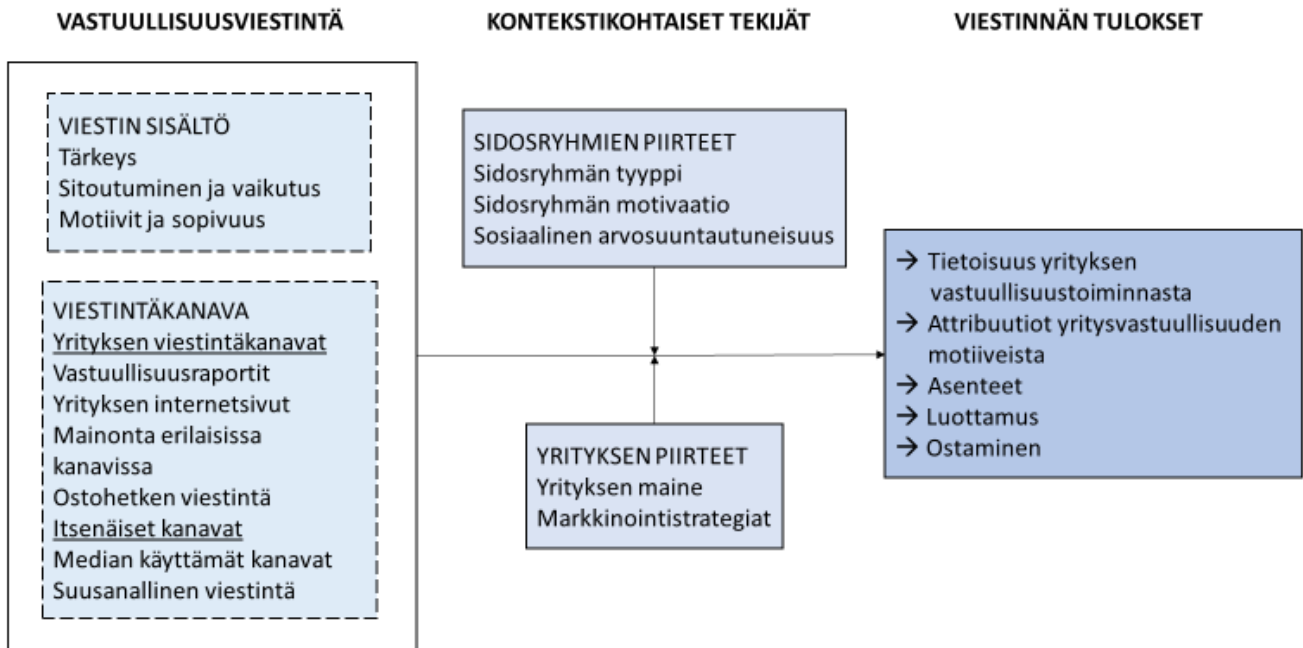 VASTUULLISUUSVIESTINTÄ
KONTEKSTIKOHTAISET TEKIJÄT
VIESTINNÄN TULOKSET
VIESTIN SISÄLTÖ
Tärkeys
Sitoutuminen ja vaikutus
Motiivit ja sopivuus
VIESTINTÄKANAVA
Yrityksen viestintäkanavat
Vastuullisuusraportit
Yrityksen internetsivut
Mainonta erilaisissa
kanavissa
Ostohetken viestintä
Itsenäiset kanavat
Median käyttämät kanavat
Suusanallinen viestintä
SIDOSRYHMIEN PIIRTEET
Sidosryhmän tyyppi
Sidosryhmän motivaatio
Sosiaalinen arvosuuntautuneisuus
YRITYKSEN PIIRTEET
Yrityksen maine
Markkinointistrategiat
→ Tietoisuus yrityksen
vastuullisuustoiminnasta
→ Attribuutiot yritysvastuullisuuden
motiiveista
→ Asenteet
→ Luottamus
→ Ostaminen